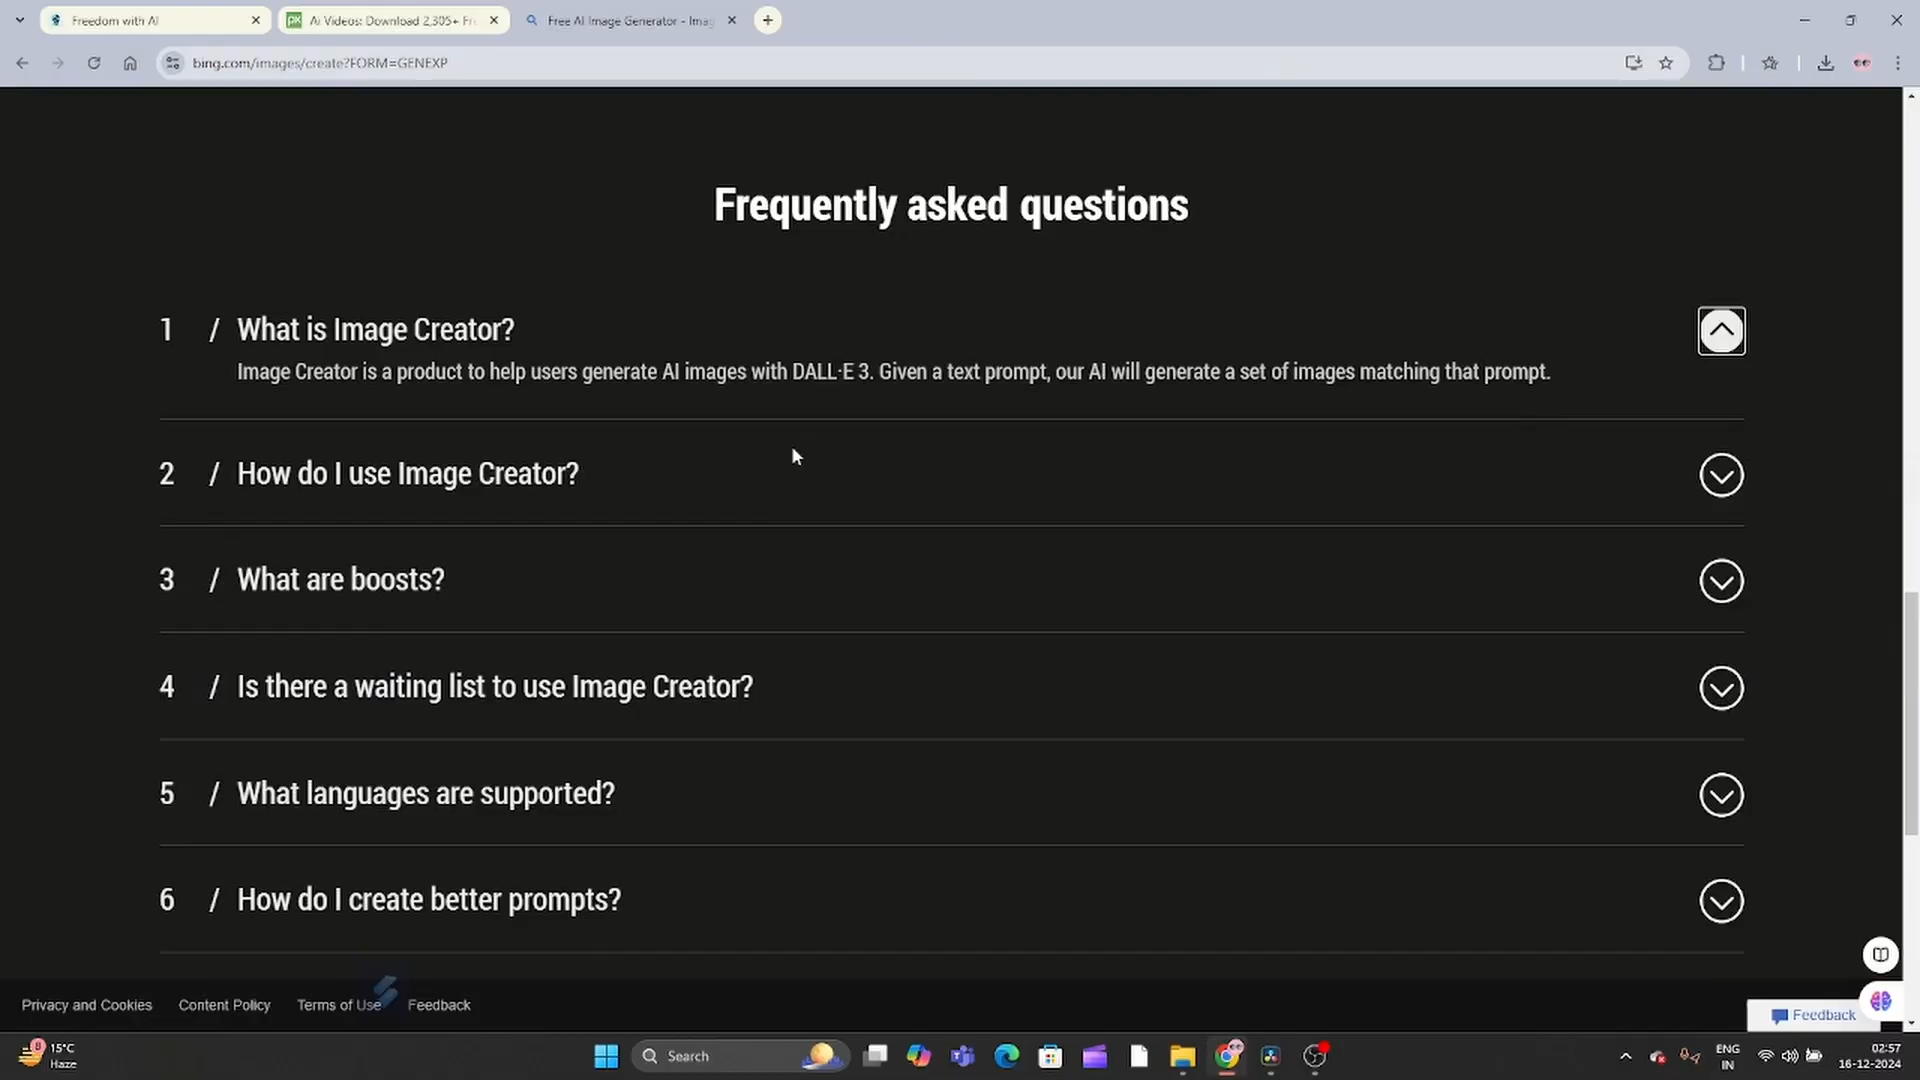 Freedom with AI
Ai Videos: Download 2,305+ Fr
Free AI Image Generator - Imag
bing.com/images/create?FORM=GENEXP
Frequently asked questions
1 / What is Image Creator?
Image Creator is a product to help users generate AI images with DALL·E 3. Given a text prompt, our AI will generate a set of images matching that prompt.
2 / How do I use Image Creator?
3 / What are boosts?
4 / Is there a waiting list to use Image Creator?
5 / What languages are supported?
6 / How do I create better prompts?
Privacy and Cookies Content Policy Terms of Use Feedback
Feedback
8
15°C
Haze
Search
ENG
IN
02:57
16-12-2024